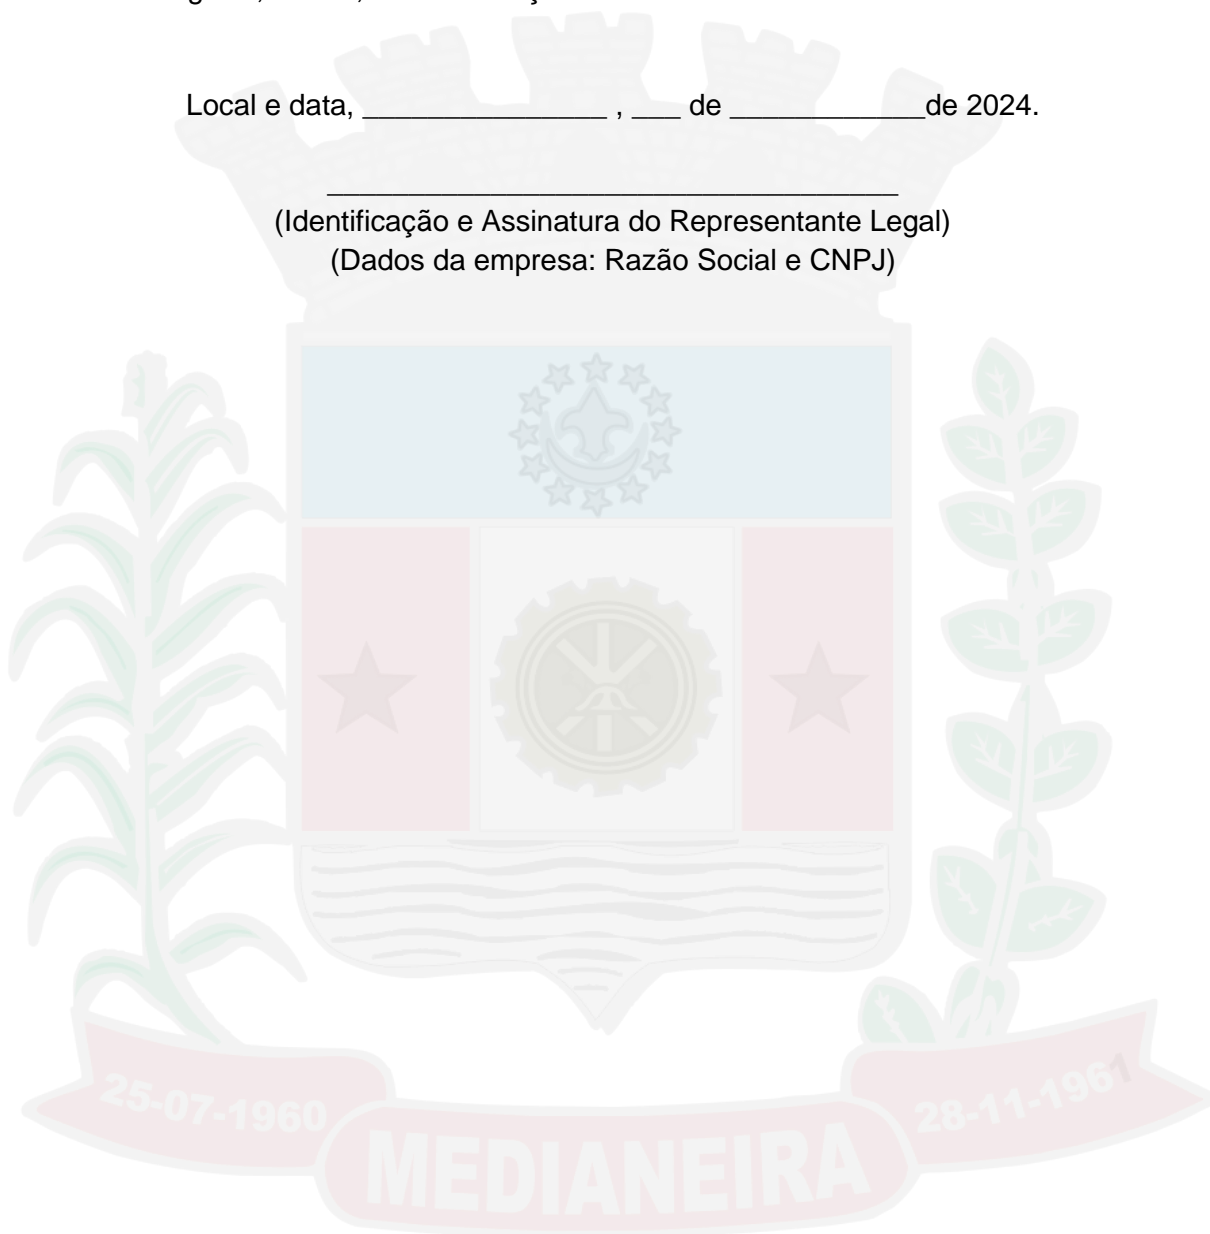 Local e data, _______________ , ___ de ____________de 2024.
___________________________________
(Identificação e Assinatura do Representante Legal)
(Dados da empresa: Razão Social e CNPJ)
25-07-1960
28-11-1961
MEDIANEIRA